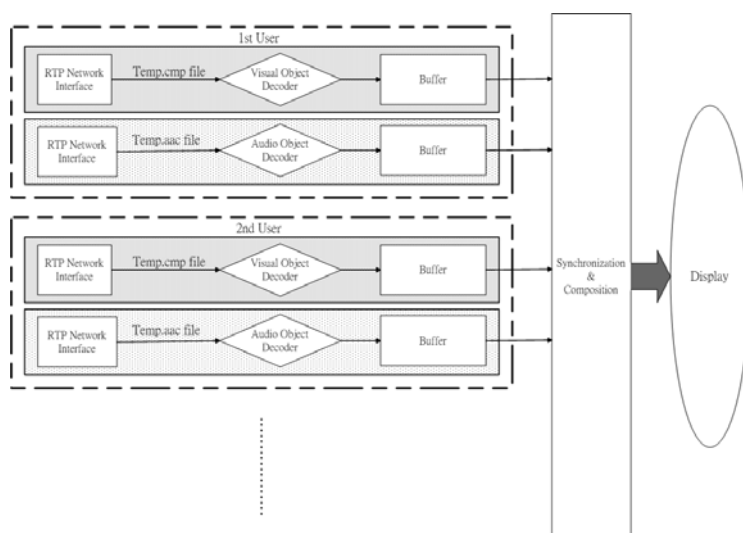 1st User
RTP Network
Interface
Temp.cmp file
Visual Object
Decoder
Buffer
RTP Network
Interface
Temp.aac file
Audio Object
Decoder
Buffer
2nd User
RTP Network
Interface
Temp.cmp file
Visual Object
Decoder
Buffer
RTP Network
Interface
Temp.aac file
Audio Object
Decoder
Buffer
Synchronization
&
Composition
Display